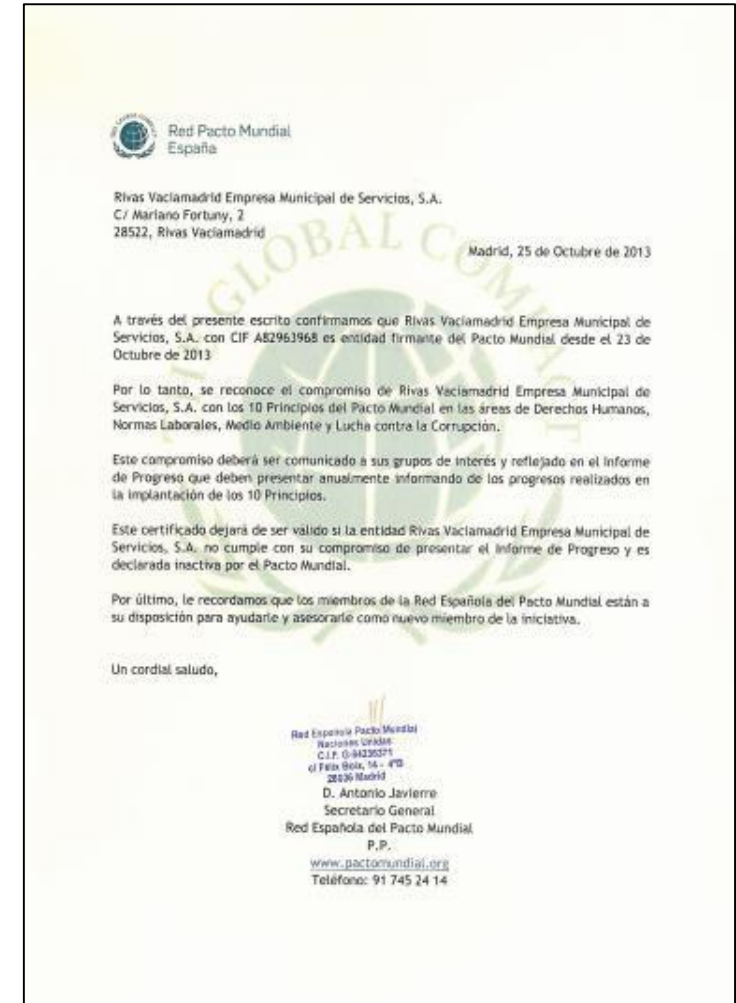 Red Pacto Mundial
España
Rivas Vaciamadrid Empresa Municipal de Servicios, S.A.
C/ Mariano Fortuny, 2
28522, Rivas Vaciamadrid
Madrid, 25 de Octubre de 2013
GLOBAL COMPACT
A través del presente escrito confirmamos que Rivas Vaciamadrid Empresa Municipal de
Servicios, S.A. con CIF A82963968 es entidad firmante del Pacto Mundial desde el 23 de
Octubre de 2013
Por lo tanto, se reconoce el compromiso de Rivas Vaciamadrid Empresa Municipal de
Servicios, S.A. con los 10 Principios del Pacto Mundial en las áreas de Derechos Humanos,
Normas Laborales, Medio Ambiente y Lucha contra la Corrupción.
Este compromiso deberá ser comunicado a sus grupos de interés y reflejado en el Informe
de Progreso que deben presentar anualmente informando de los progresos realizados en
la implantación de los 10 Principios.
Este certificado dejará de ser válido si la entidad Rivas Vaciamadrid Empresa Municipal de
Servicios, S.A. no cumple con su compromiso de presentar el Informe de Progreso y es
declarada inactiva por el Pacto Mundial.
Por último, le recordamos que los miembros de la Red Española del Pacto Mundial están a
su disposición para ayudarle y asesorarle como nuevo miembro de la iniciativa.
Un cordial saludo,
Red Española Pacto Mundial
Naciones Unidas
C.I.F.
c/ Félix Boix, 14 - 4ºB
28036 Madrid
D. Antonio Javierre
Secretario General
Red Española del Pacto Mundial
P.P.
www.pactomundial.org
Teléfono: 91 745 24 14